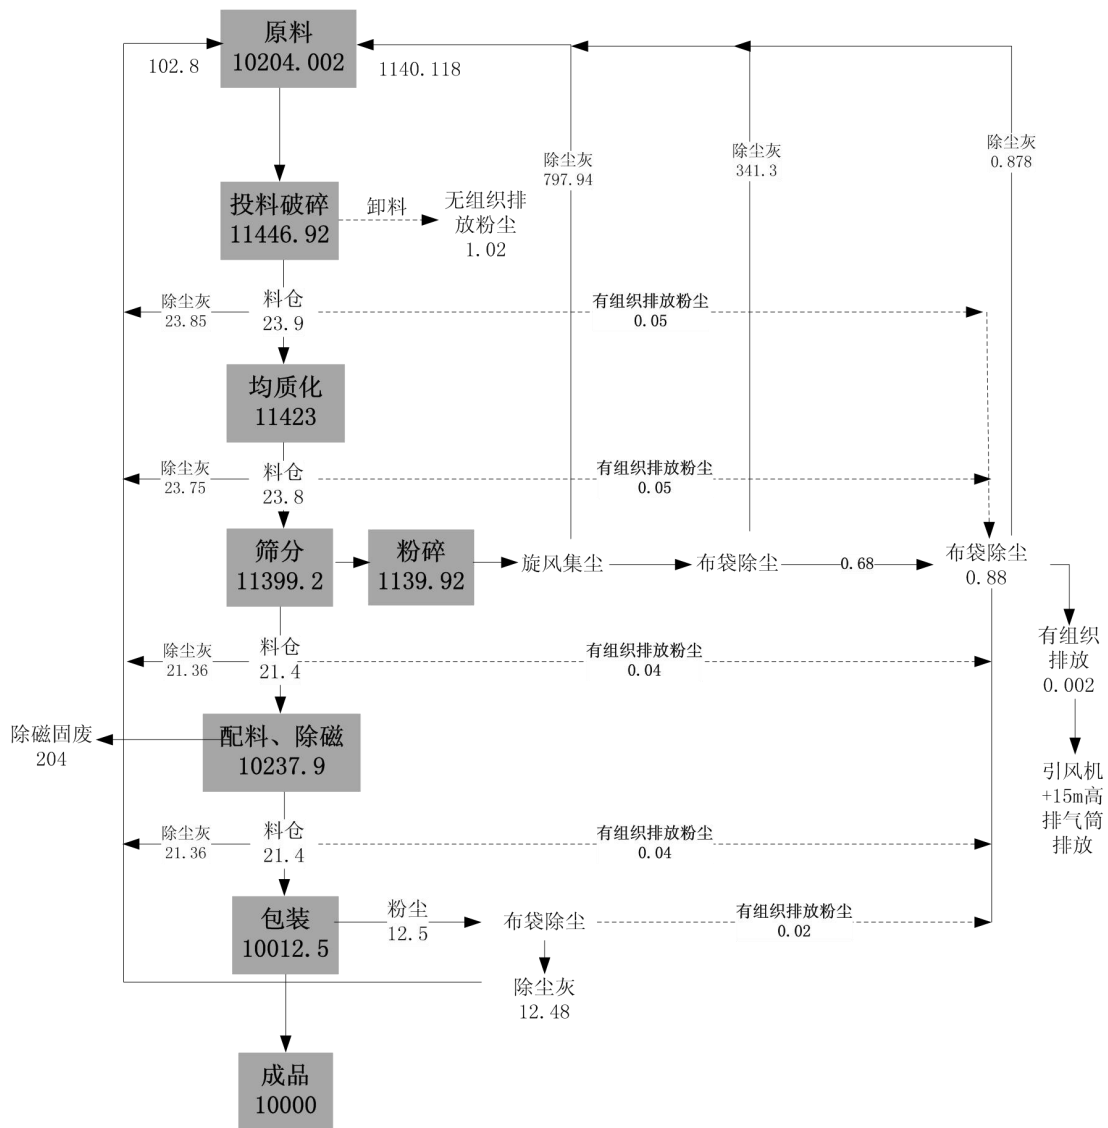 原料
10204.002
102.8
1140.118
除尘灰
797.94
除尘灰
341.3
除尘灰
0.878
投料破碎
11446.92
卸料
无组织排
放粉尘
1.02
除尘灰
23.85
料仓
23.9
有组织排放粉尘
0.05
均质化
11423
除尘灰
23.75
料仓
23.8
有组织排放粉尘
0.05
筛分
11399.2
粉碎
1139.92
旋风集尘
布袋除尘
0.68
布袋除尘
0.88
有组织
排放
0.002
除尘灰
21.36
料仓
21.4
有组织排放粉尘
0.04
除磁固废
204
配料、除磁
10237.9
引风机
+15m高
排气筒
排放
除尘灰
21.36
料仓
21.4
有组织排放粉尘
0.04
包装
10012.5
粉尘
12.5
布袋除尘
有组织排放粉尘
0.02
除尘灰
12.48
成品
10000